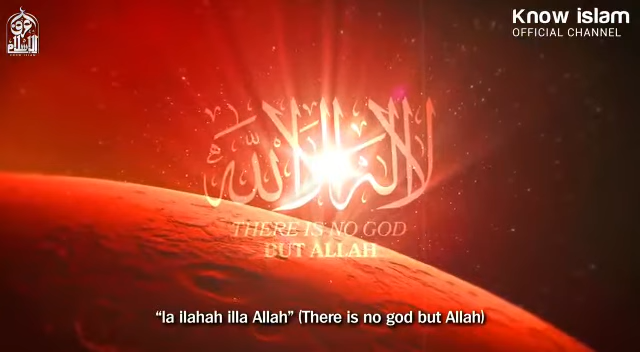 Know islam
OFFICIAL CHANNEL
لا إله إلا الله
THERE IS NO GOD
BUT ALLAH
“la ilahah illa Allah” (There is no god but Allah)